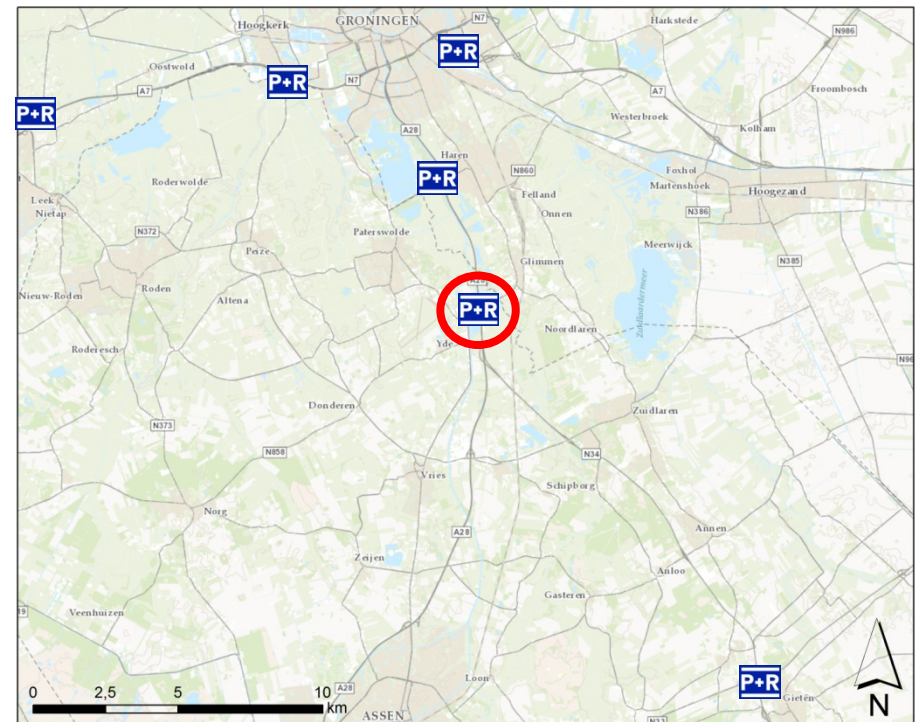 GRONINGEN
Hoogkerk
N7
Harkstede
N986
P+R
Oostwold
P+R
N7
A7
A7
Froombosch
P+R
Westerbroek
Kolham
A28
Haren
N860
Foxhol
Martenshoek
Hoogezand
P+R
Roderwolde
Felland
Leek
Nietap
Onnen
N386
N372
Paterswolde
Peize
Meerwijck
Glimmen
N385
Zuidlaardermeer
Nieuw-Roden
Roden
Altena
P+R
Noordlaren
Yde
Roderesch
Donderen
Zuidlaren
N373
N858
N34
Vries
Schipborg
Norg
A28
Annen
Zeijen
Anloo
Gasteren
Veenhuizen
Loon
P+R
Gieten
A28
ASSEN
N33
0 2,5 5 10
km
N